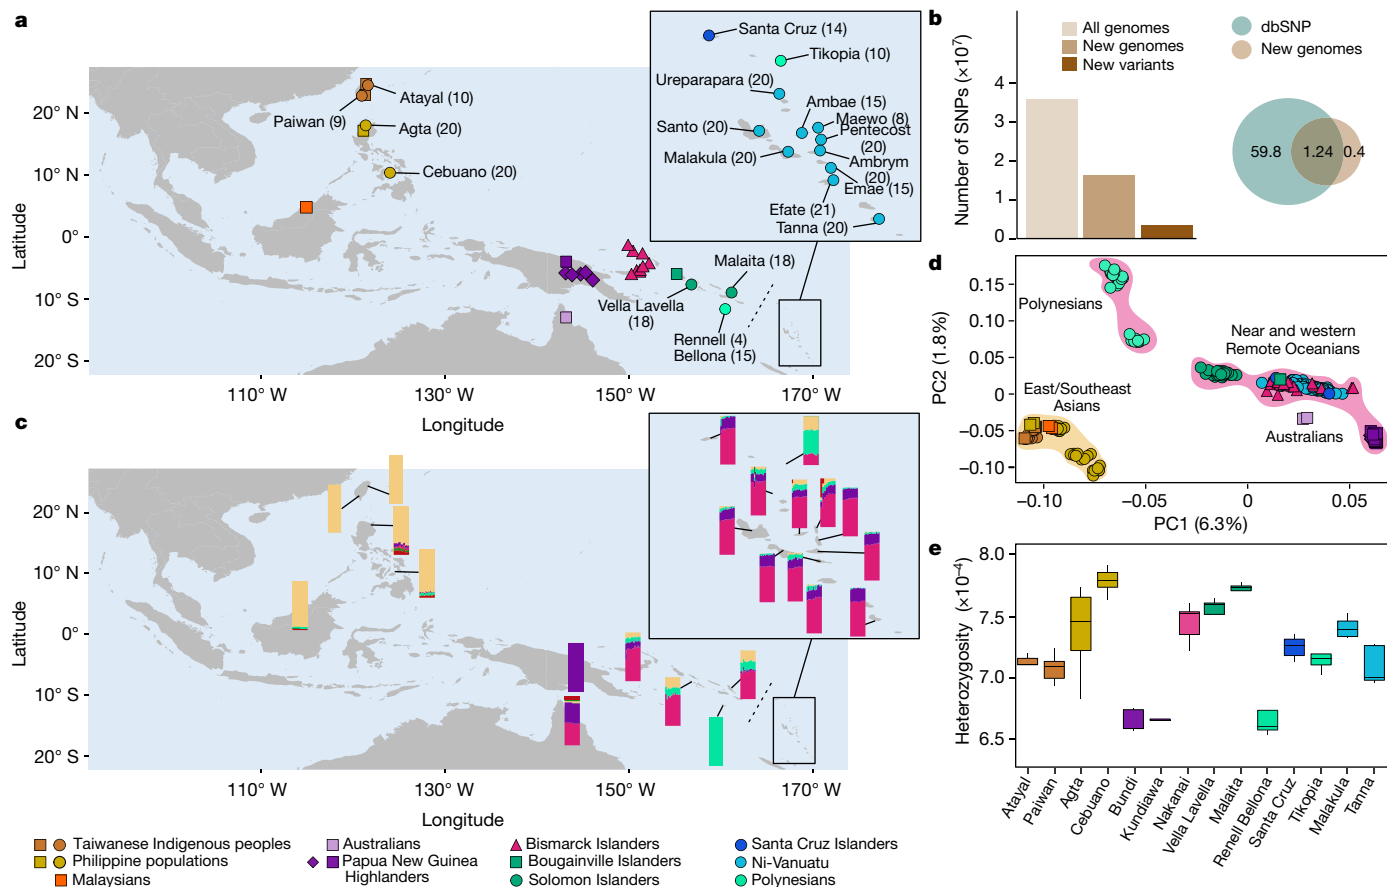 a
Santa Cruz (14)
Tikopia (10)
Ureparapara (20)
Ambae (15)
Maewo (8)
Santo (20)
Pentecost
(20)
Malakula (20)
Ambrym
(20)
Emae (15)
Efate (21)
Tanna (20)
Atayal (10)
Paiwan (9)
Agta (20)
Cebuano (20)
Malaita (18)
Vella Lavella
(18)
Rennell (4)
Bellona (15)
Latitude
20° N
10° N
0°
10° S
20° S
110° W
130° W
150° W
170° W
Longitude
b
All genomes
New genomes
New variants
dbSNP
New genomes
Number of SNPs (×10⁷)
4
3
2
1
0
59.8
1.24
0.4
c
Latitude
20° N
10° N
0°
10° S
20° S
110° W
130° W
150° W
170° W
Longitude
d
PC2 (1.8%)
0.15
0.10
0.05
0
−0.05
−0.10
Polynesians
Near and western
Remote Oceanians
East/Southeast
Asians
Australians
−0.10
−0.05
0
0.05
PC1 (6.3%)
e
Heterozygosity (×10⁻⁴)
8.0
7.5
7.0
6.5
Atayal
Paiwan
Agta
Cebuano
Bundi
Kundiawa
Nakanai
Vella Lavella
Malaita
Renell Bellona
Santa Cruz
Tikopia
Malakula
Tanna
Taiwanese Indigenous peoples
Philippine populations
Malaysians
Australians
Papua New Guinea
Highlanders
Bismarck Islanders
Bougainville Islanders
Solomon Islanders
Santa Cruz Islanders
Ni-Vanuatu
Polynesians